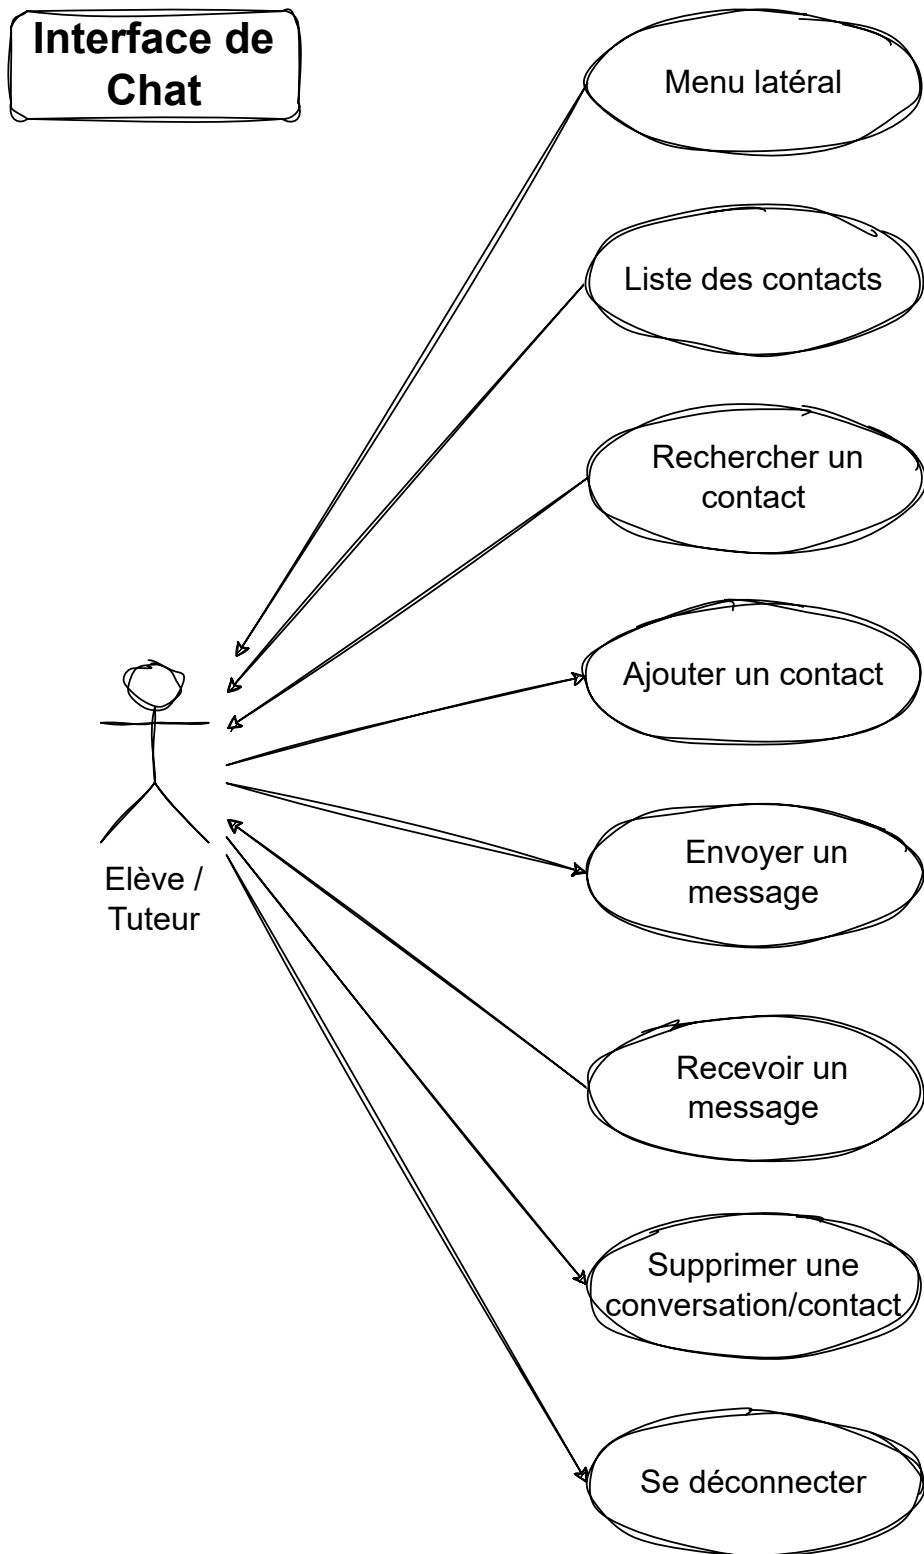 Interface de
Chat
Menu latéral
Liste des contacts
Rechercher un
contact
Ajouter un contact
Envoyer un
message
Elève /
Tuteur
Recevoir un
message
Supprimer une
conversation/contact
Se déconnecter